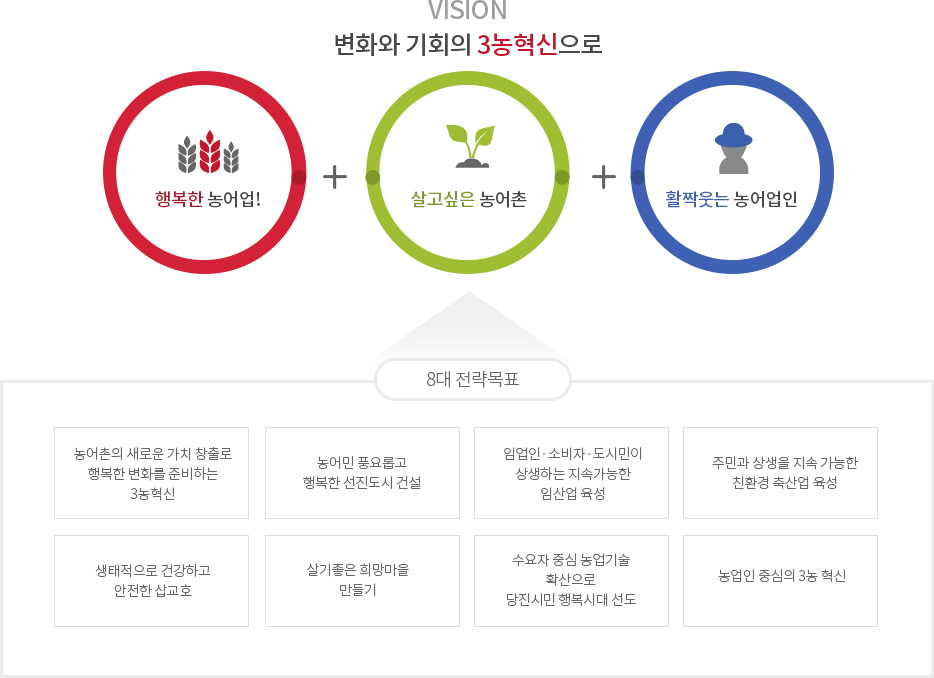 VISION
변화와 기회의 3농혁신으로
행복한 농어업!
살고싶은 농어촌
활짝웃는 농어업인
8대 전략목표
농어촌의 새로운 가치 창출로
행복한 변화를 준비하는
3농혁신
농어민 풍요롭고
행복한 선진도시 건설
임업인·소비자·도시민이
상생하는 지속가능한
임산업 육성
주민과 상생을 지속 가능한
친환경 축산업 육성
생태적으로 건강하고
안전한 삽교호
살기좋은 희망마을
만들기
수요자 중심 농업기술
확산으로
당진시민 행복시대 선도
농업인 중심의 3농 혁신